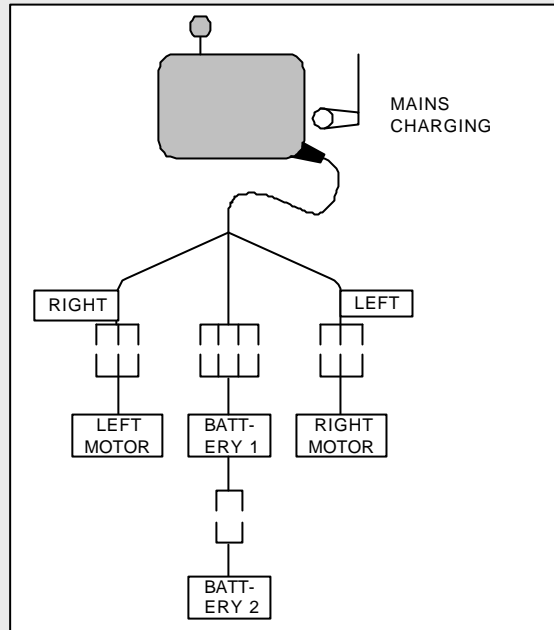 MAINS
CHARGING
RIGHT
LEFT
LEFT
MOTOR
BATT-
ERY 1
RIGHT
MOTOR
BATT-
ERY 2